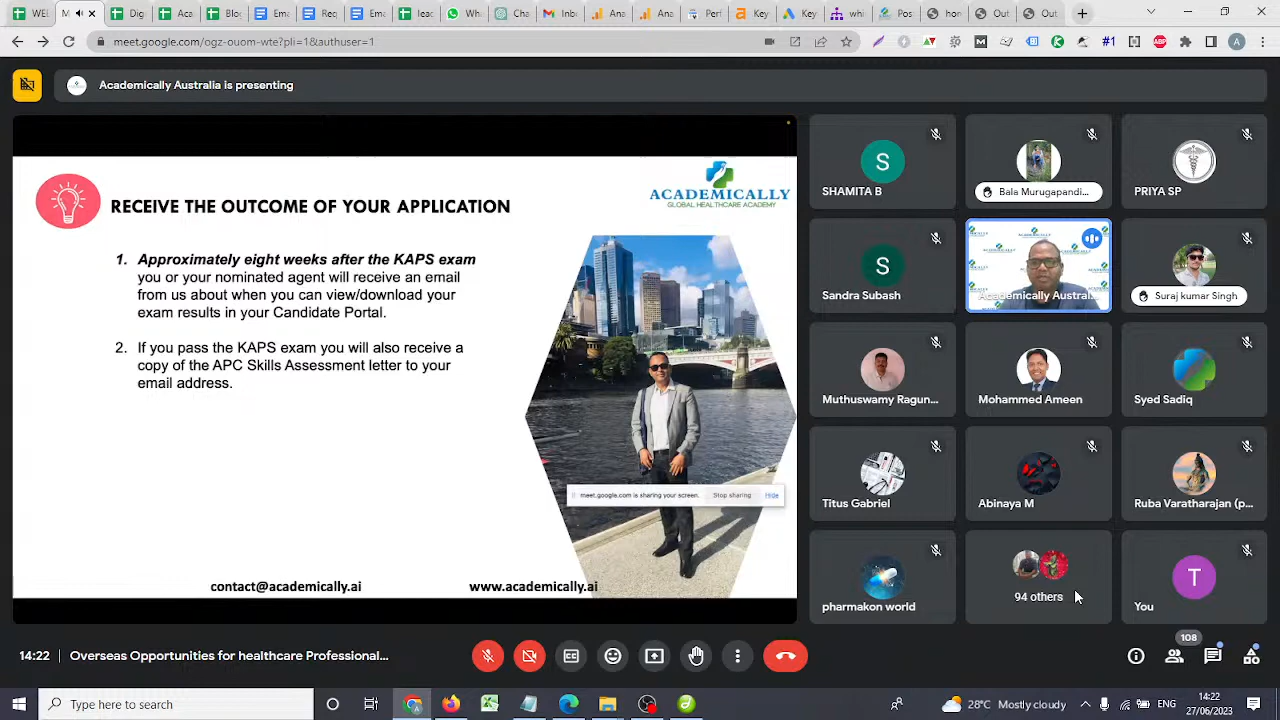 meet.google.com/ogz-ouom-wte?pli=1&authuser=1
Academically Australia is presenting
RECEIVE THE OUTCOME OF YOUR APPLICATION
ACADEMICALLY
GLOBAL HEALTHCARE ACADEMY
1. Approximately eight weeks after the KAPS exam
you or your nominated agent will receive an email
from us about when you can view/download your
exam results in your Candidate Portal.
2. If you pass the KAPS exam you will also receive a
copy of the APC Skills Assessment letter to your
email address.
meet.google.com is sharing your screen. Stop sharing Hide
contact@academically.ai www.academically.ai
S
SHAMITA B
Bala Murugapandi...
PRIYA SP
S
Sandra Subash
Academically Austral
Suraj kumar Singh
Muthuswamy Ragun...
Mohammed Ameen
Syed Sadiq
Titus Gabriel
Abinaya M
Ruba Varatharajan (p...
pharmakon world
94 others
T
You
14:22 | Overseas Opportunities for healthcare Professional...
108
Type here to search
28°C Mostly cloudy
14:22
27/06/2023